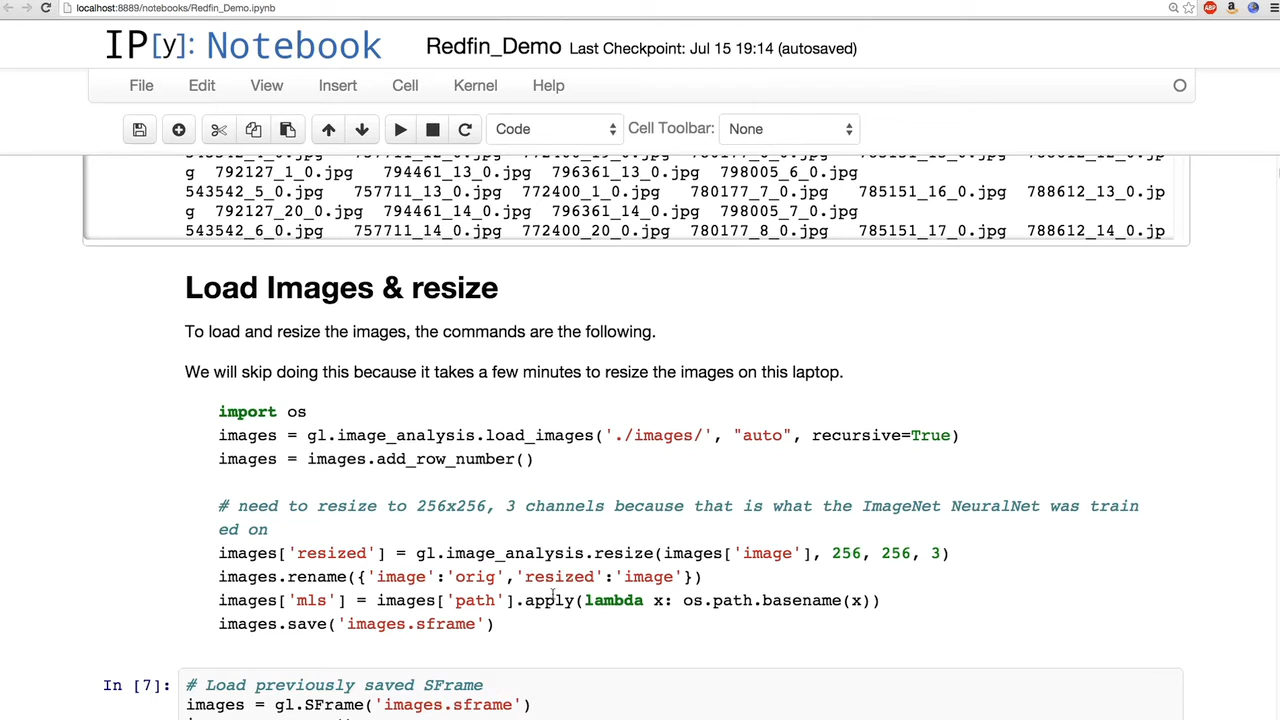 localhost:8889/notebooks/Redfin_Demo.ipynb
IP[y]: Notebook Redfin_Demo Last Checkpoint: Jul 15 19:14 (autosaved)
File Edit View Insert Cell Kernel Help
Code Cell Toolbar: None
g 792127_1_0.jpg 794461_13_0.jpg 796361_13_0.jpg 798005_6_0.jpg
543542_5_0.jpg 757711_13_0.jpg 772400_1_0.jpg 780177_7_0.jpg 785151_16_0.jpg 788612_13_0.jp
g 792127_20_0.jpg 794461_14_0.jpg 796361_14_0.jpg 798005_7_0.jpg
543542_6_0.jpg 757711_14_0.jpg 772400_20_0.jpg 780177_8_0.jpg 785151_17_0.jpg 788612_14_0.jp
Load Images & resize
To load and resize the images, the commands are the following.
We will skip doing this because it takes a few minutes to resize the images on this laptop.
import os
images = gl.image_analysis.load_images('./images/', "auto", recursive=True)
images = images.add_row_number()
# need to resize to 256x256, 3 channels because that is what the ImageNet NeuralNet was train
ed on
images['resized'] = gl.image_analysis.resize(images['image'], 256, 256, 3)
images.rename({'image':'orig','resized':'image'})
images['mls'] = images['path'].apply(lambda x: os.path.basename(x))
images.save('images.sframe')
In [7]: # Load previously saved SFrame
images = gl.SFrame('images.sframe')